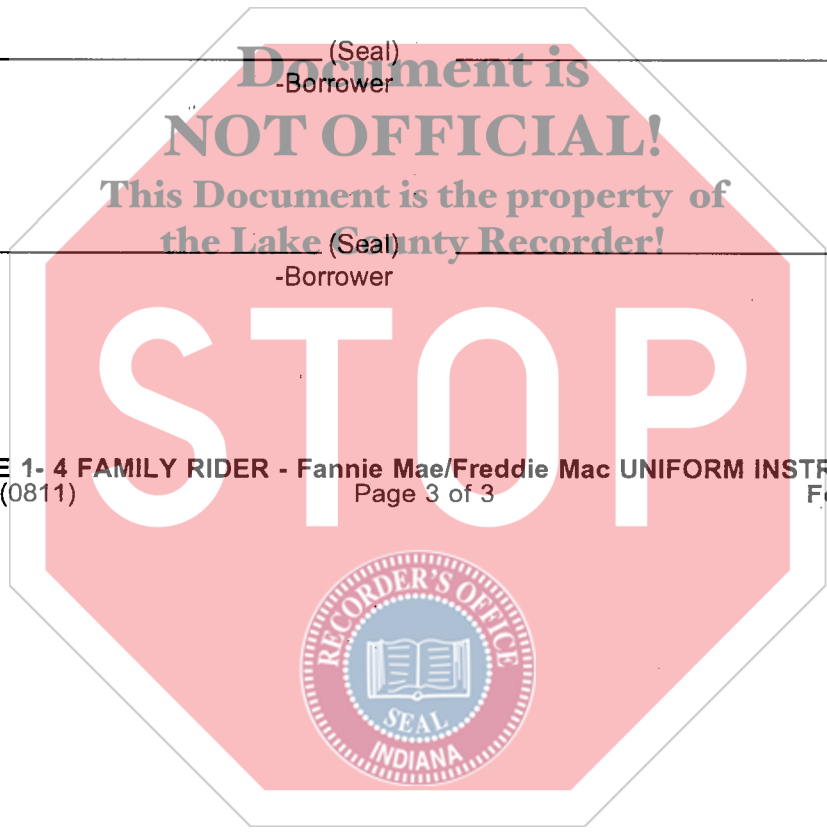 (Seal)
Document is
-Borrower
NOT OFFICIAL!
This Document is the property of
the Lake County Recorder!
(Seal)
-Borrower
STOP
E 1- 4 FAMILY RIDER - Fannie Mae/Freddie Mac UNIFORM INSTR
(0811) Page 3 of 3 Fo
RECORDER'S OFFICE
SEAL
INDIANA